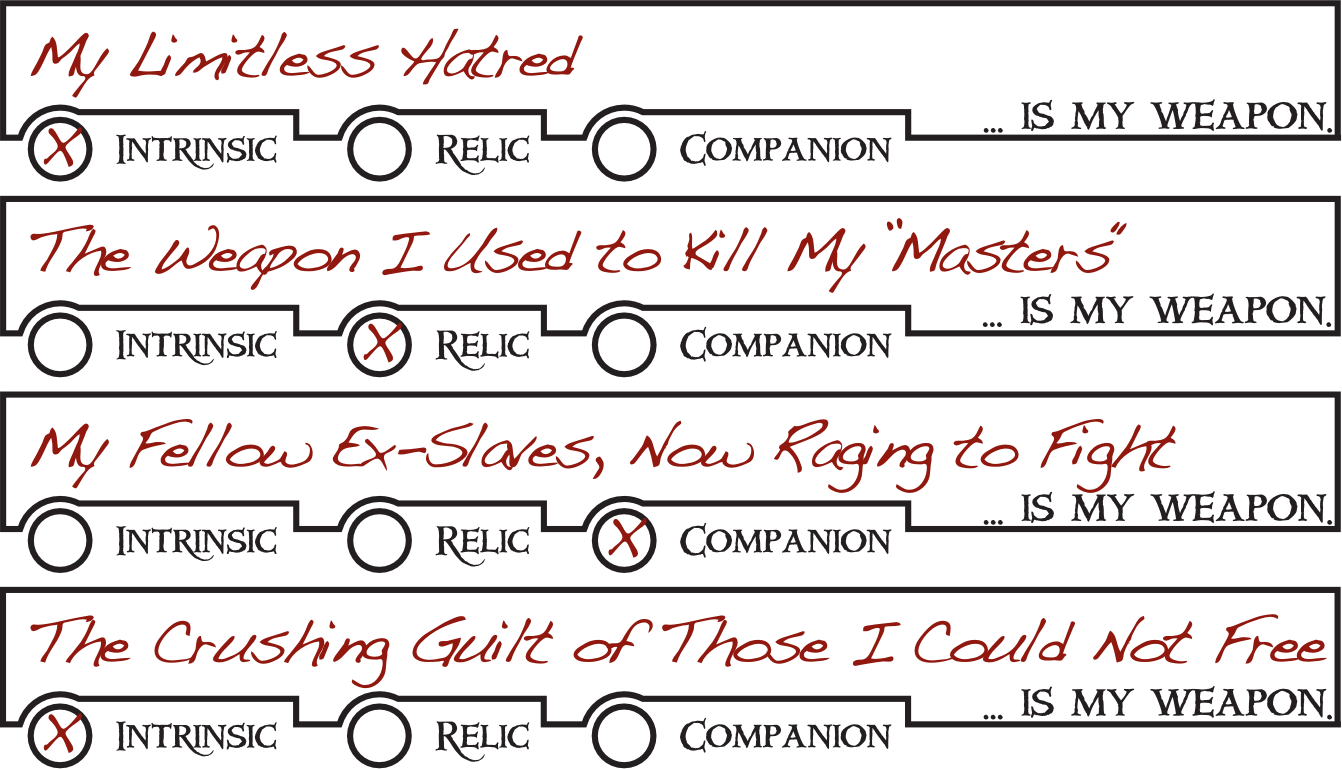 My Limitless Hatred
... IS MY WEAPON.
X INTRINSIC RELIC COMPANION
The Weapon I Used to Kill My "Masters"
... IS MY WEAPON.
INTRINSIC X RELIC COMPANION
My Fellow Ex-Slaves, Now Raging to Fight
... IS MY WEAPON.
INTRINSIC RELIC X COMPANION
The Crushing Guilt of Those I Could Not Free
... IS MY WEAPON.
X INTRINSIC RELIC COMPANION